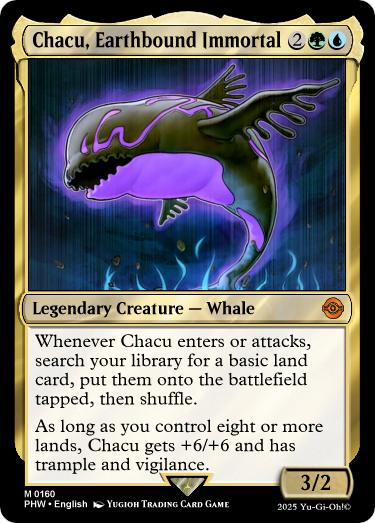 Chacu, Earthbound Immortal 2
Legendary Creature — Whale
Whenever Chacu enters or attacks,
search your library for a basic land
card, put them onto the battlefield
tapped, then shuffle.
As long as you control eight or more
lands, Chacu gets +6/+6 and has
trample and vigilance.
3/2
M 0160
PHW • English Yugioh Trading Card Game
2025 Yu-Gi-Oh!©